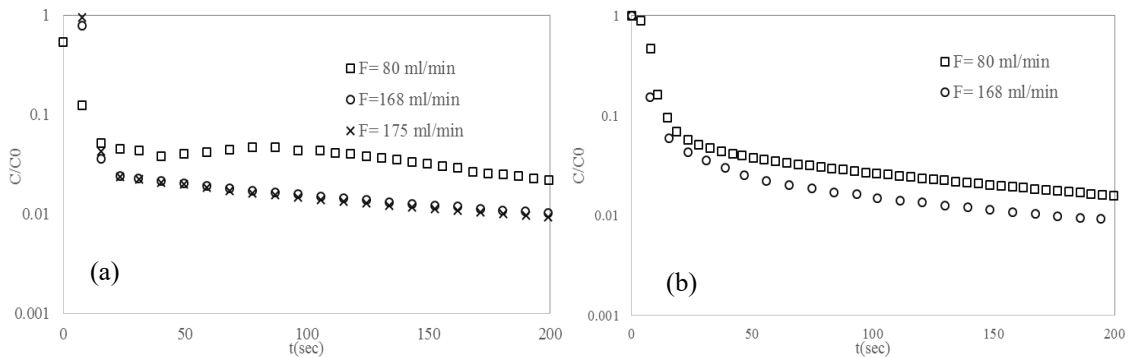 1
0.1
0.01
0.001
C/C0
0
50
100
150
200
t(sec)
F= 80 ml/min
F=168 ml/min
F= 175 ml/min
(a)
1
0.1
0.01
0.001
C/C0
0
50
100
150
200
t(sec)
F= 80 ml/min
F= 168 ml/min
(b)